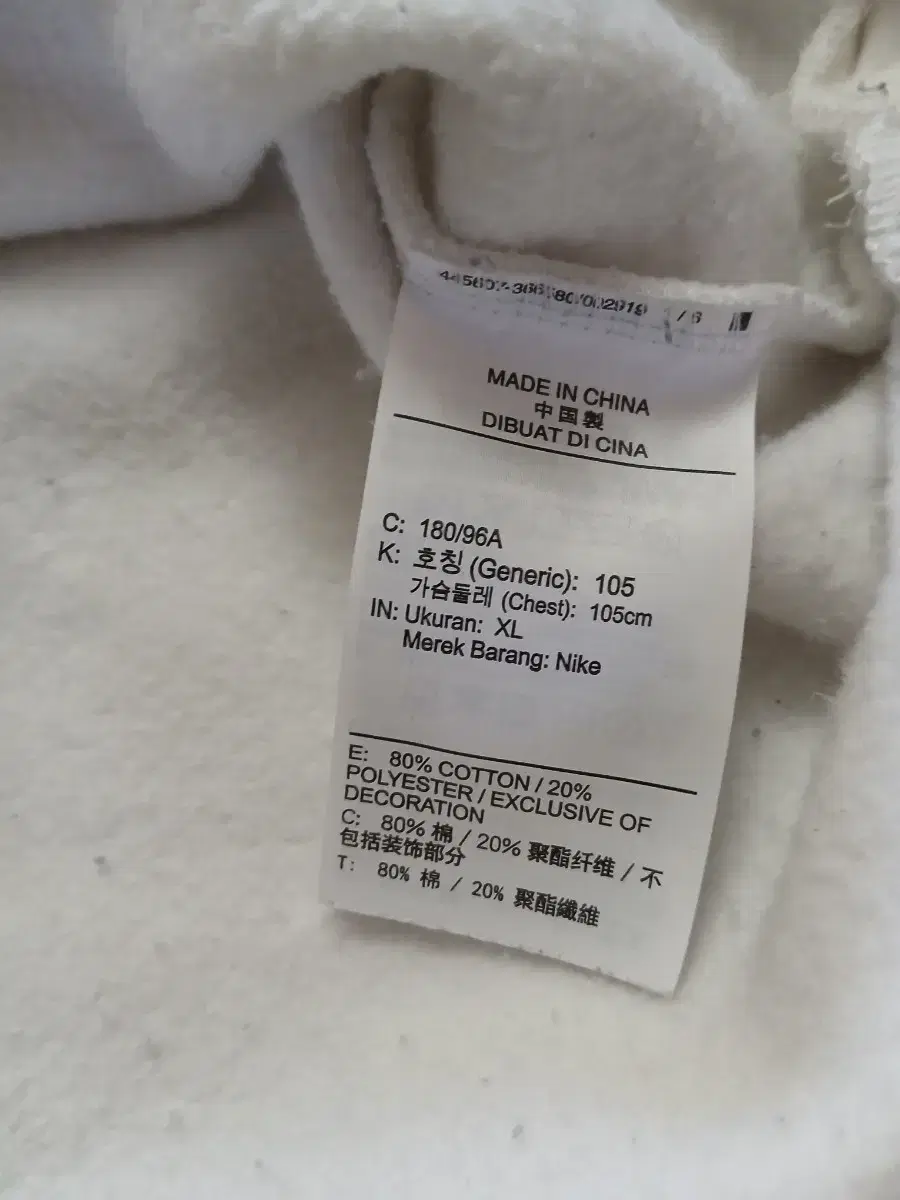 / 6
MADE IN CHINA
中国製
DIBUAT DI CINA
C: 180/96A
K: 호칭 (Generic): 105
가슴둘레 (Chest): 105cm
IN: Ukuran: XL
Merek Barang: Nike
E: 80% COTTON / 20%
POLYESTER / EXCLUSIVE OF
DECORATION
C: 80% 棉 / 20% 聚酯纤维 / 不
包括装饰部分
T: 80% 棉 / 20% 聚酯纖維